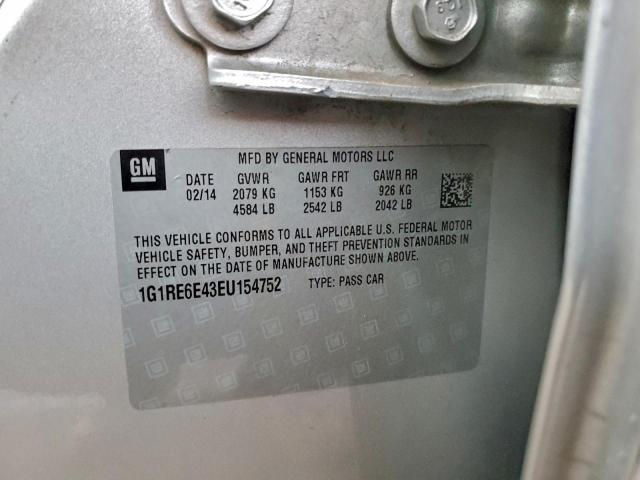 GM
MFD BY GENERAL MOTORS LLC
DATE GVWR GAWR FRT GAWR RR
02/14 2079 KG 1153 KG 926 KG
4584 LB 2542 LB 2042 LB
THIS VEHICLE CONFORMS TO ALL APPLICABLE U.S. FEDERAL MOTOR
VEHICLE SAFETY, BUMPER, AND THEFT PREVENTION STANDARDS IN
EFFECT ON THE DATE OF MANUFACTURE SHOWN ABOVE.
1G1RE6E43EU154752 TYPE: PASS CAR